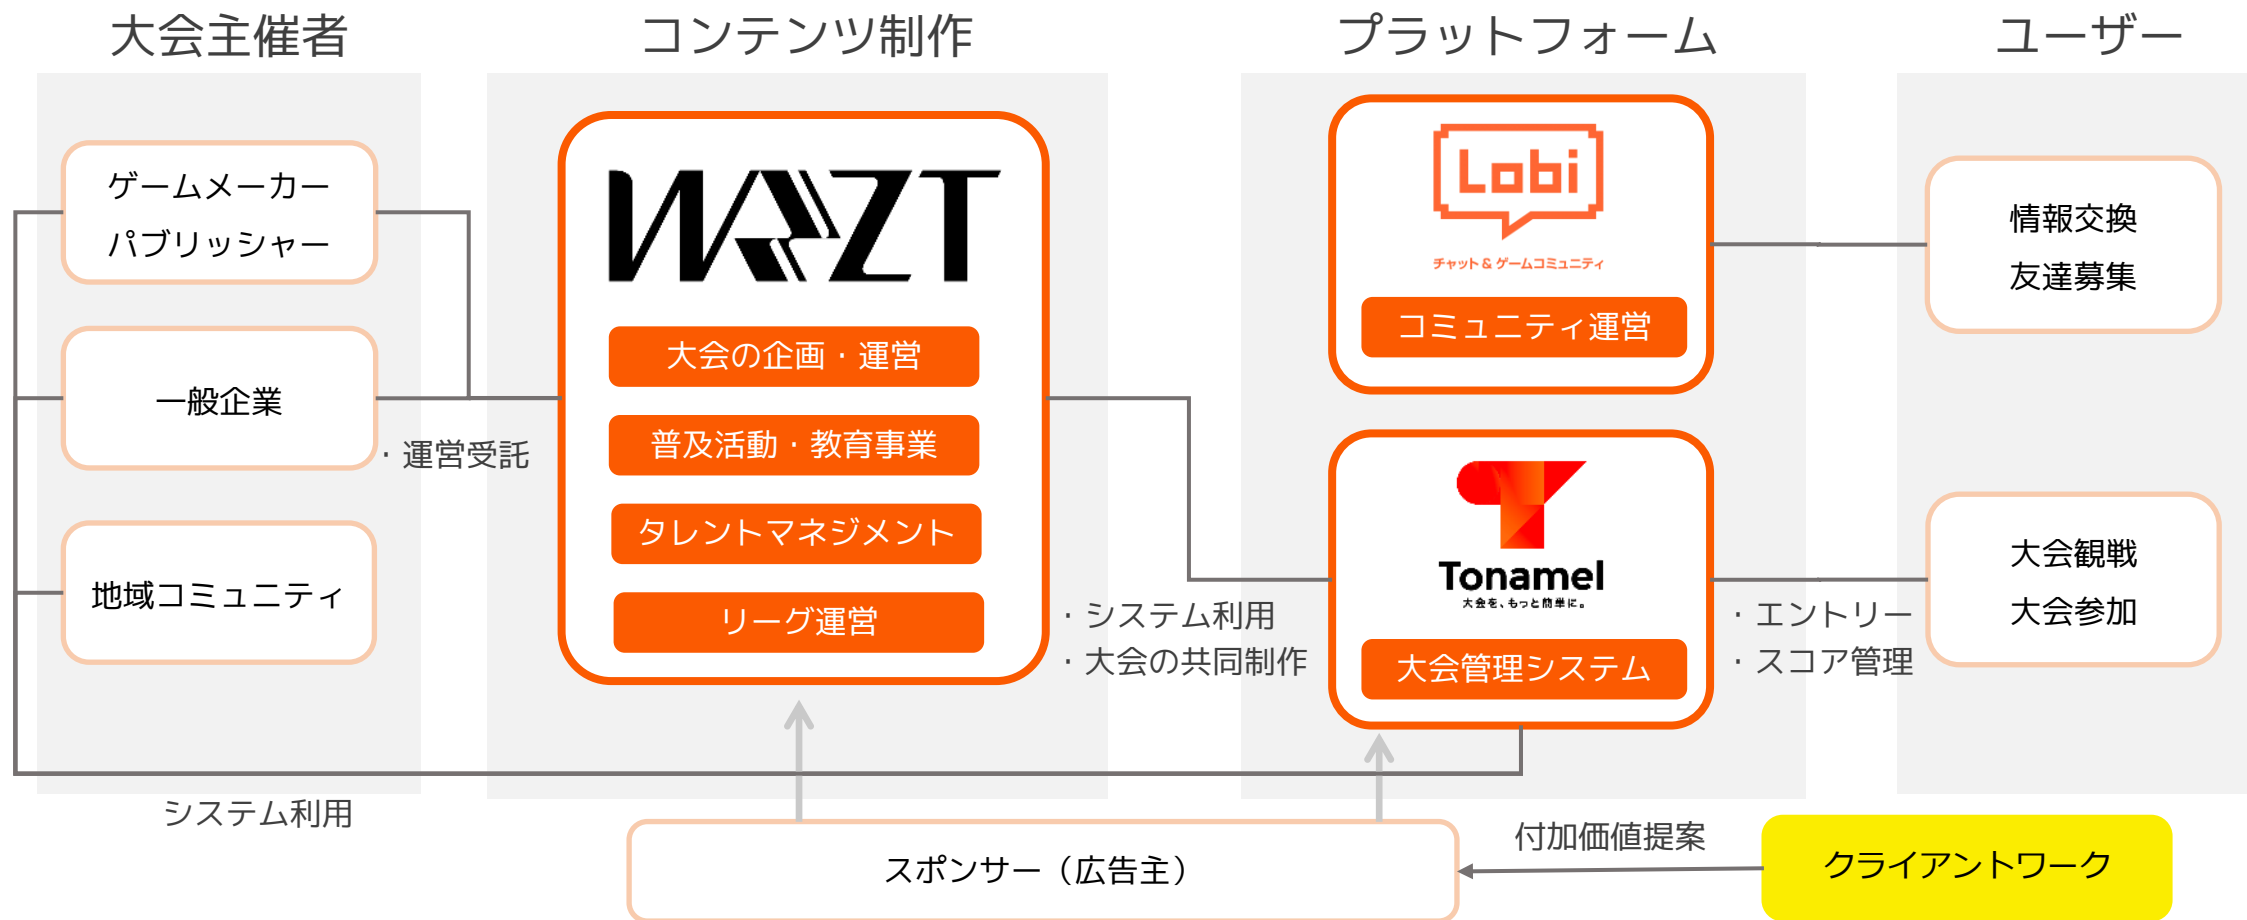 大会主催者
コンテンツ制作
プラットフォーム
ユーザー
ゲームメーカー
パブリッシャー
一般企業
地域コミュニティ
・運営受託
WRZT
大会の企画・運営
普及活動・教育事業
タレントマネジメント
リーグ運営
・システム利用
・大会の共同制作
Lobi
チャット & ゲームコミュニティ
コミュニティ運営
Tonamel
大会を、もっと簡単に。
大会管理システム
・エントリー
・スコア管理
情報交換
友達募集
大会観戦
大会参加
システム利用
スポンサー（広告主）
付加価値提案
クライアントワーク